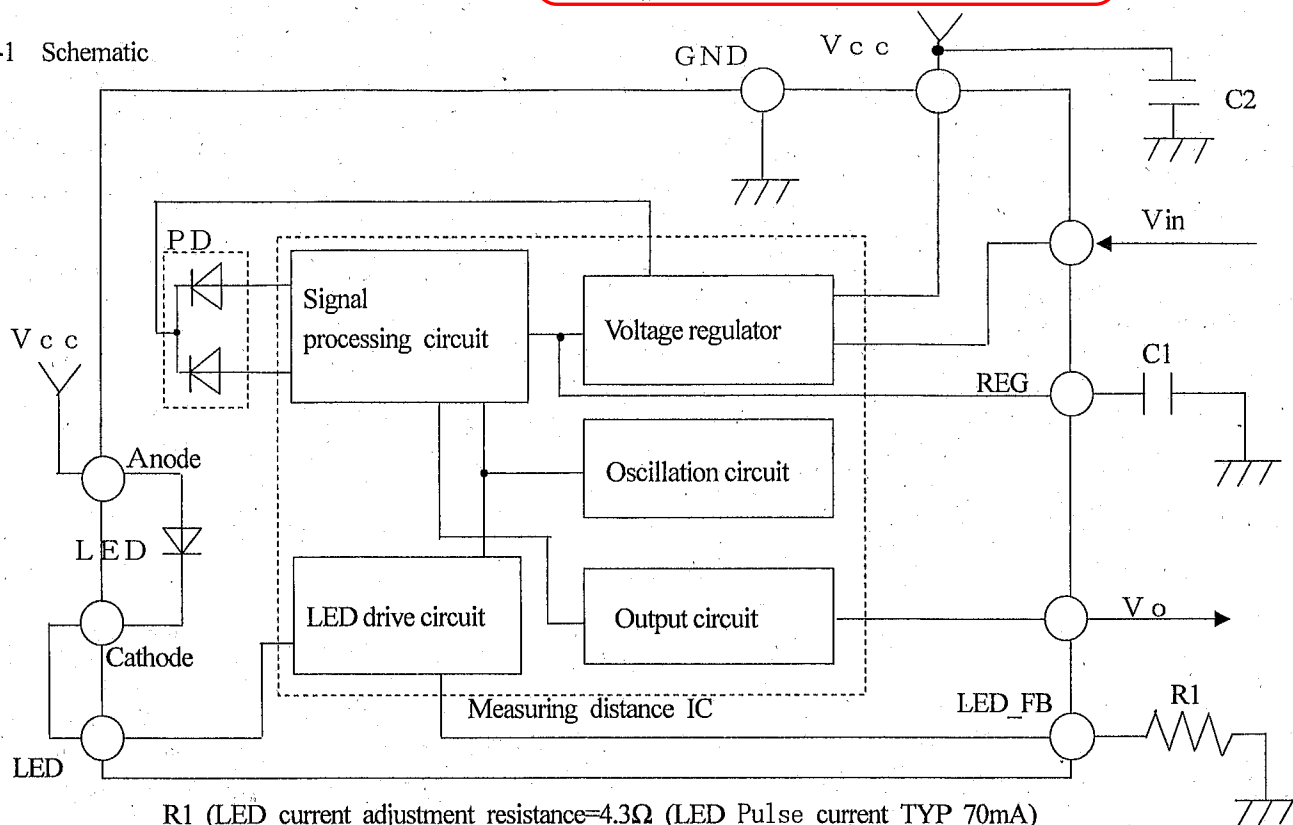 -1 Schematic
GND
Vcc
C2
Vin
PD
Signal
processing circuit
Voltage regulator
Vcc
C1
REG
Anode
Oscillation circuit
LED
LED drive circuit
Output circuit
Vo
Cathode
Measuring distance IC
LED_FB
R1
LED
R1 (LED current adjustment resistance=4.3Ω (LED Pulse current TYP 70mA)